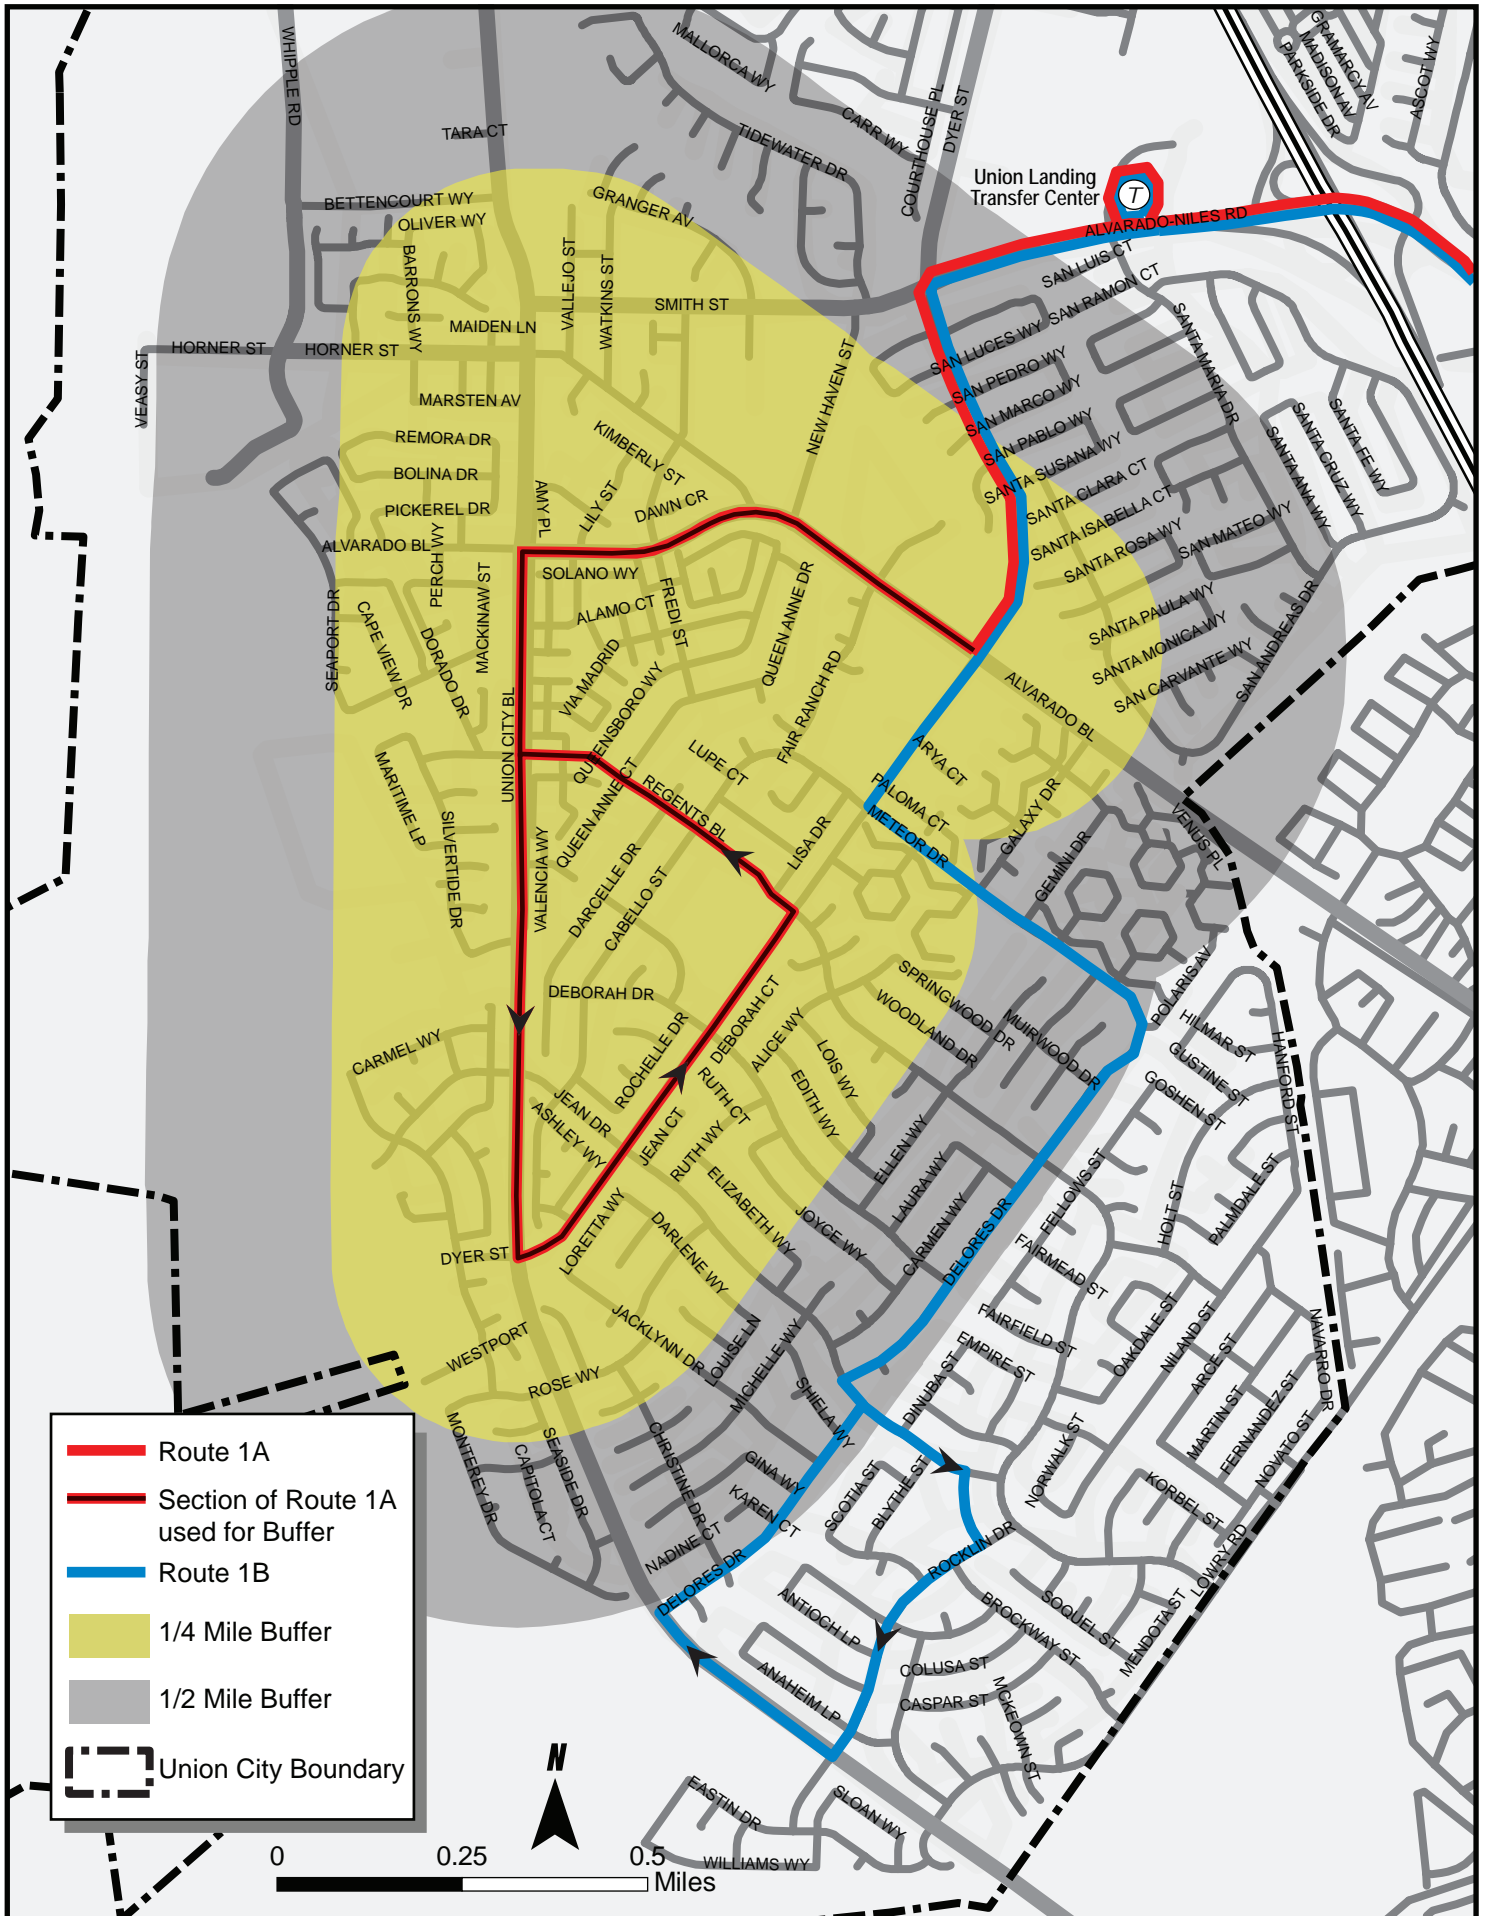 WHIPPLE RD
TARA CT
MALLORCA WY
CARR WY
COURTHOUSE PL
DYER ST
TIDEWATER DR
GRAMARCY AV
MADISON AV
PARKSIDE DR
ASCOT WY
Union Landing
Transfer Center
T
ALVARADO-NILES RD
BETTENCOURT WY
OLIVER WY
GRANGER AV
BARRONS WY
VALLEJO ST
WATKINS ST
SMITH ST
MAIDEN LN
SAN LUIS CT
SAN RAMON CT
SAN LUCES WY
SANTA MARIA DR
VEASY ST
HORNER ST
HORNER ST
NEW HAVEN ST
SAN PEDRO WY
SAN MARCO WY
SAN PABLO WY
SANTA SUSANA WY
SANTA CLARA CT
SANTA ISABELLA CT
SANTA ROSA WY
SAN MATEO WY
SANTA ANA WY
SANTA CRUZ WY
SANTA FE WY
MARSTEN AV
REMORA DR
BOLINA DR
PICKEREL DR
KIMBERLY ST
AMY PL
LILY ST
DAWN CR
ALVARADO BL
PERCH WY
MACKINAW ST
SOLANO WY
ALAMO CT
FREDI ST
QUEEN ANNE DR
SEAPORT DR
CAPE VIEW DR
DORADO DR
VIA MADRID
QUEENSBORO WY
FAIR RANCH RD
SANTA PAULA WY
SANTA MONICA WY
SAN CARVANTE WY
SAN ANDREAS DR
ALVARADO BL
UNION CITY BL
ARYA CT
LUPE CT
PALOMA CT
METEOR DR
GALAXY DR
GEMINI DR
VENUS PL
MARITIME LP
SILVERTIDE DR
VALENCIA WY
QUEEN ANNE CT
REGENTS BL
LISA DR
DARCELLE DR
CABELLO ST
DEBORAH DR
SPRINGWOOD DR
WOODLAND DR
MUIRWOOD DR
POLARIS AV
HILMAR ST
GUSTINE ST
GOSHEN ST
HANFORD ST
CARMEL WY
ROCHELLE DR
DEBORAH CT
ALICE WY
LOIS WY
EDITH WY
JEAN DR
ASHLEY WY
RUTH CT
JEAN CT
RUTH WY
ELLEN WY
LAURA WY
CARMEN WY
DELORES DR
FELLOWS ST
HOLT ST
PALMDALE ST
DYER ST
LORETTA WY
ELIZABETH WY
JOYCE WY
DARLENE WY
FAIRMEAD ST
FAIRFIELD ST
EMPIRE ST
OAKDALE ST
NILAND ST
ARCE ST
NAVARRO DR
WESTPORT
JACKLYNN DR
LOUISE LN
MICHELLE WY
ROSE WY
SHIELA WY
DINUBA ST
MARTIN ST
FERNANDEZ ST
NOVATO ST
MONTEREY DR
CAPITOLA CT
SEASIDE DR
CHRISTINE DR
GINA WY
KAREN CT
NADINE CT
SCOTIA ST
BLYTHE ST
NORWALK ST
KORBEL ST
LOWRY RD
DELORES DR
ROCKLIN DR
ANTIOCH LP
BROCKWAY ST
SOQUEL ST
MENDOTA ST
COLUSA ST
CASPAR ST
MCKEOWN ST
ANAHEIM LP
EASTIN DR
SLOAN WY
WILLIAMS WY
Route 1A
Section of Route 1A
used for Buffer
Route 1B
1/4 Mile Buffer
1/2 Mile Buffer
Union City Boundary
N
0 0.25 0.5
Miles